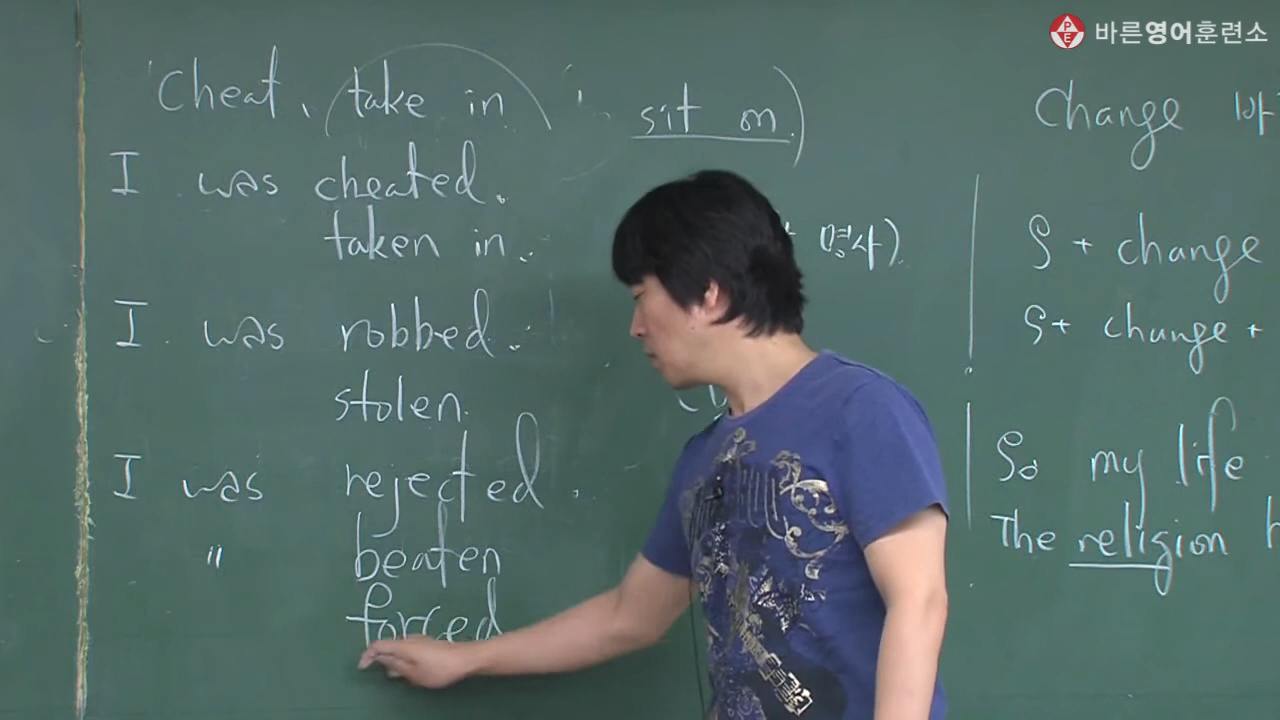 바른영어훈련소
Cheat, take in, sit on.)
I was cheated.
taken in.
명사)
I was robbed.
stolen.
I was rejected.
" beaten
forced
Change
S + change
S+ change +
So my life
The religion